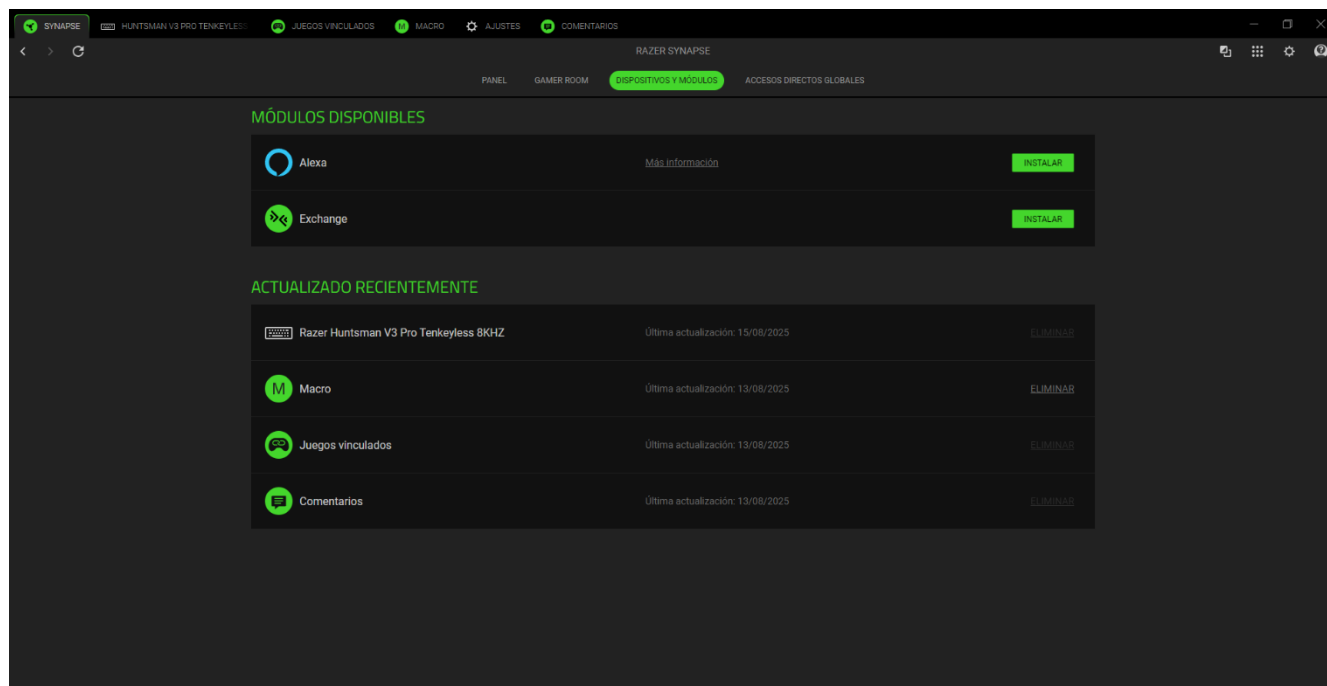 SYNAPSE HUNTSMAN V3 PRO TENKEYLESS JUEGOS VINCULADOS M MACRO AJUSTES COMENTARIOS
RAZER SYNAPSE
PANEL GAMER ROOM DISPOSITIVOS Y MÓDULOS ACCESOS DIRECTOS GLOBALES
MÓDULOS DISPONIBLES
Alexa Más información INSTALAR
Exchange INSTALAR
ACTUALIZADO RECIENTEMENTE
Razer Huntsman V3 Pro Tenkeyless 8KHZ Última actualización: 15/08/2025 ELIMINAR
M Macro Última actualización: 13/08/2025 ELIMINAR
Juegos vinculados Última actualización: 13/08/2025 ELIMINAR
Comentarios Última actualización: 13/08/2025 ELIMINAR